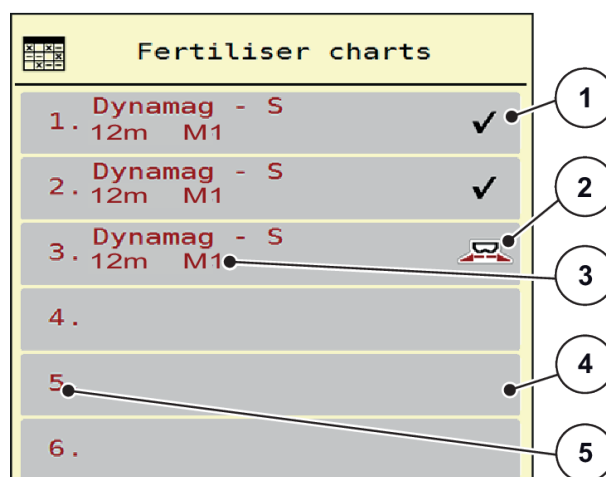 Fertiliser charts
1. Dynamag - S
12m M1
1
2. Dynamag - S
12m M1
2
3. Dynamag - S
12m M1
3
4.
4
5.
5
6.